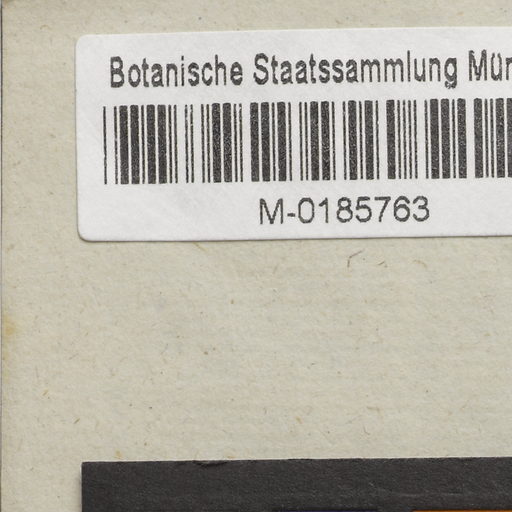 Botanische Staatssammlung Mün
M-0185763